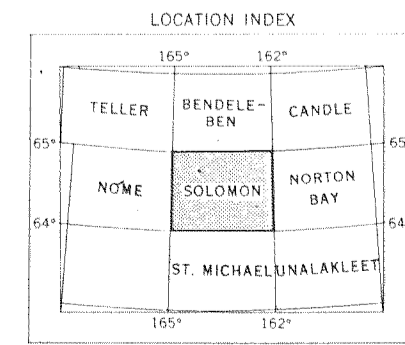 LOCATION INDEX
165° 162°
TELLER BENDELE-
BEN CANDLE
65° 65
NOME SOLOMON NORTON
BAY
64° 64
ST. MICHAEL UNALAKLEET
165° 162°